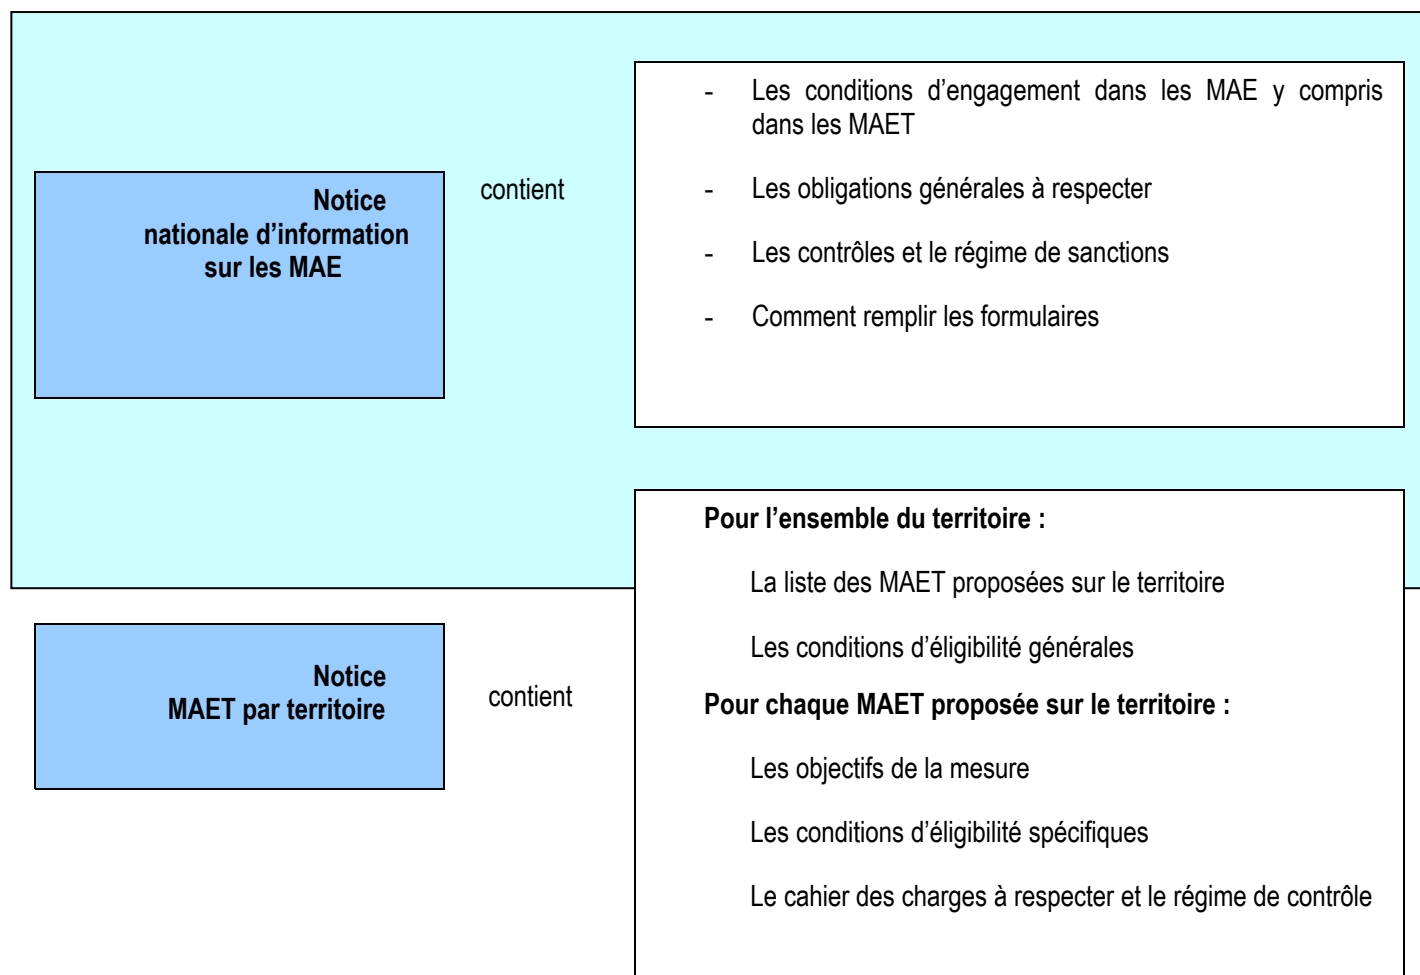 Notice
nationale d’information
sur les MAE
contient
- Les conditions d’engagement dans les MAE y compris
dans les MAET
- Les obligations générales à respecter
- Les contrôles et le régime de sanctions
- Comment remplir les formulaires
Notice
MAET par territoire
contient
Pour l’ensemble du territoire :
La liste des MAET proposées sur le territoire
Les conditions d’éligibilité générales
Pour chaque MAET proposée sur le territoire :
Les objectifs de la mesure
Les conditions d’éligibilité spécifiques
Le cahier des charges à respecter et le régime de contrôle